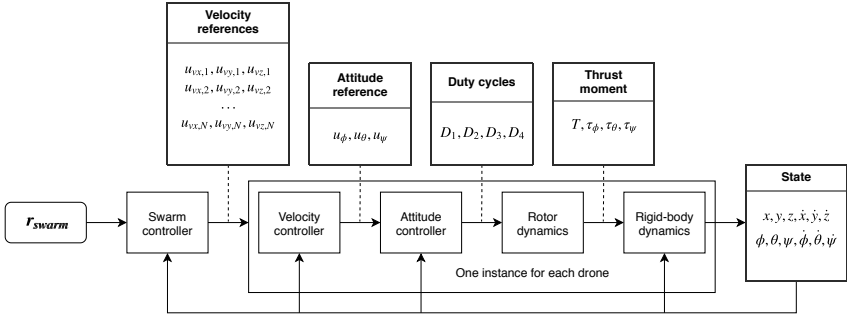 Velocity
references
u_{vx,1}, u_{vy,1}, u_{vz,1}
u_{vx,2}, u_{vy,2}, u_{vz,2}
...
u_{vx,N}, u_{vy,N}, u_{vz,N}
Attitude
reference
u_ϕ, u_θ, u_ψ
Duty cycles
D_1, D_2, D_3, D_4
Thrust
moment
T, τ_ϕ, τ_θ, τ_ψ
State
x, y, z, ẋ, ẏ, ż
ϕ, θ, ψ, ϕ̇, θ̇, ψ̇
r_{swarm}
Swarm
controller
Velocity
controller
Attitude
controller
Rotor
dynamics
Rigid-body
dynamics
One instance for each drone